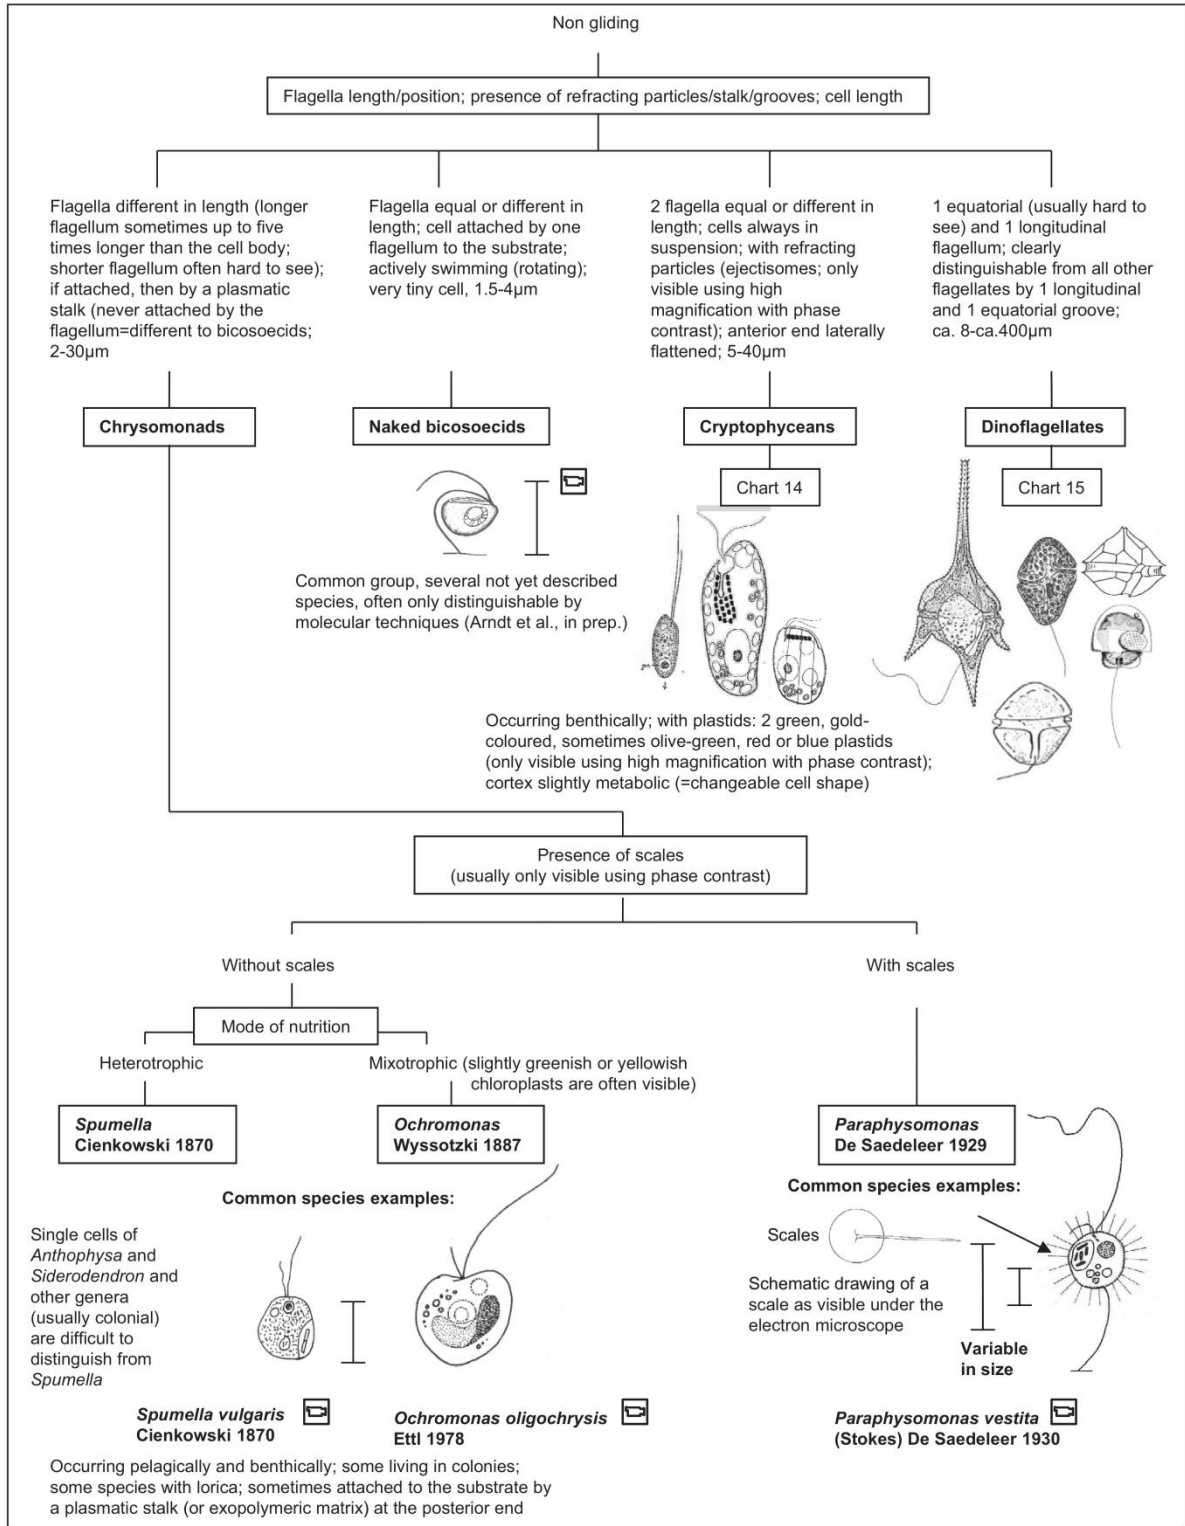 Non gliding
Flagella length/position; presence of refracting particles/stalk/grooves; cell length
Flagella different in length (longer
flagellum sometimes up to five
times longer than the cell body;
shorter flagellum often hard to see);
if attached, then by a plasmatic
stalk (never attached by the
flagellum=different to bicosoecids;
2-30µm
Flagella equal or different in
length; cell attached by one
flagellum to the substrate;
actively swimming (rotating);
very tiny cell, 1.5-4µm
2 flagella equal or different in
length; cells always in
suspension; with refracting
particles (ejectisomes; only
visible using high
magnification with phase
contrast); anterior end laterally
flattened; 5-40µm
1 equatorial (usually hard to
see) and 1 longitudinal
flagellum; clearly
distinguishable from all other
flagellates by 1 longitudinal
and 1 equatorial groove;
ca. 8-ca.400µm
Chrysomonads
Naked bicosoecids
Cryptophyceans
Dinoflagellates
Chart 14
Chart 15
Common group, several not yet described
species, often only distinguishable by
molecular techniques (Arndt et al., in prep.)
Occurring benthically; with plastids: 2 green, gold-
coloured, sometimes olive-green, red or blue plastids
(only visible using high magnification with phase contrast);
cortex slightly metabolic (=changeable cell shape)
Presence of scales
(usually only visible using phase contrast)
Without scales
With scales
Mode of nutrition
Heterotrophic
Mixotrophic (slightly greenish or yellowish
chloroplasts are often visible)
Spumella
Cienkowski 1870
Ochromonas
Wyssotzki 1887
Paraphysomonas
De Saedeleer 1929
Common species examples:
Common species examples:
Single cells of
Anthophysa and
Siderodendron and
other genera
(usually colonial)
are difficult to
distinguish from
Spumella
Scales
Schematic drawing of a
scale as visible under the
electron microscope
Variable
in size
Spumella vulgaris
Cienkowski 1870
Ochromonas oligochrysis
Ettl 1978
Paraphysomonas vestita
(Stokes) De Saedeleer 1930
Occurring pelagically and benthically; some living in colonies;
some species with lorica; sometimes attached to the substrate by
a plasmatic stalk (or exopolymeric matrix) at the posterior end